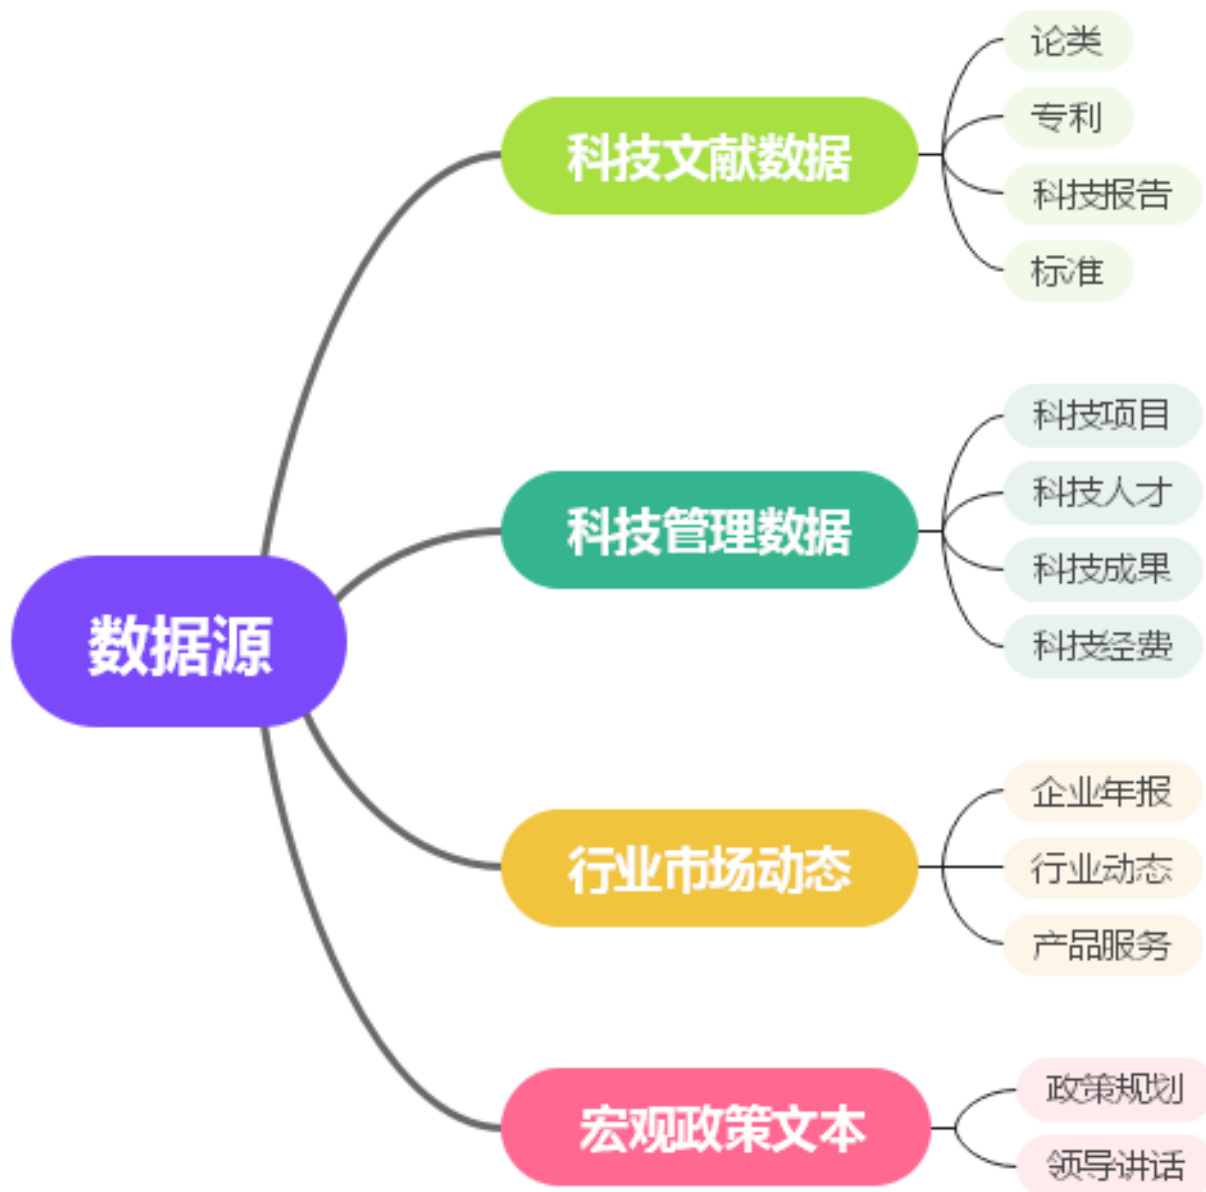 数据源
科技文献数据
论类
专利
科技报告
标准
科技管理数据
科技项目
科技人才
科技成果
科技经费
行业市场动态
企业年报
行业动态
产品服务
宏观政策文本
政策规划
领导讲话